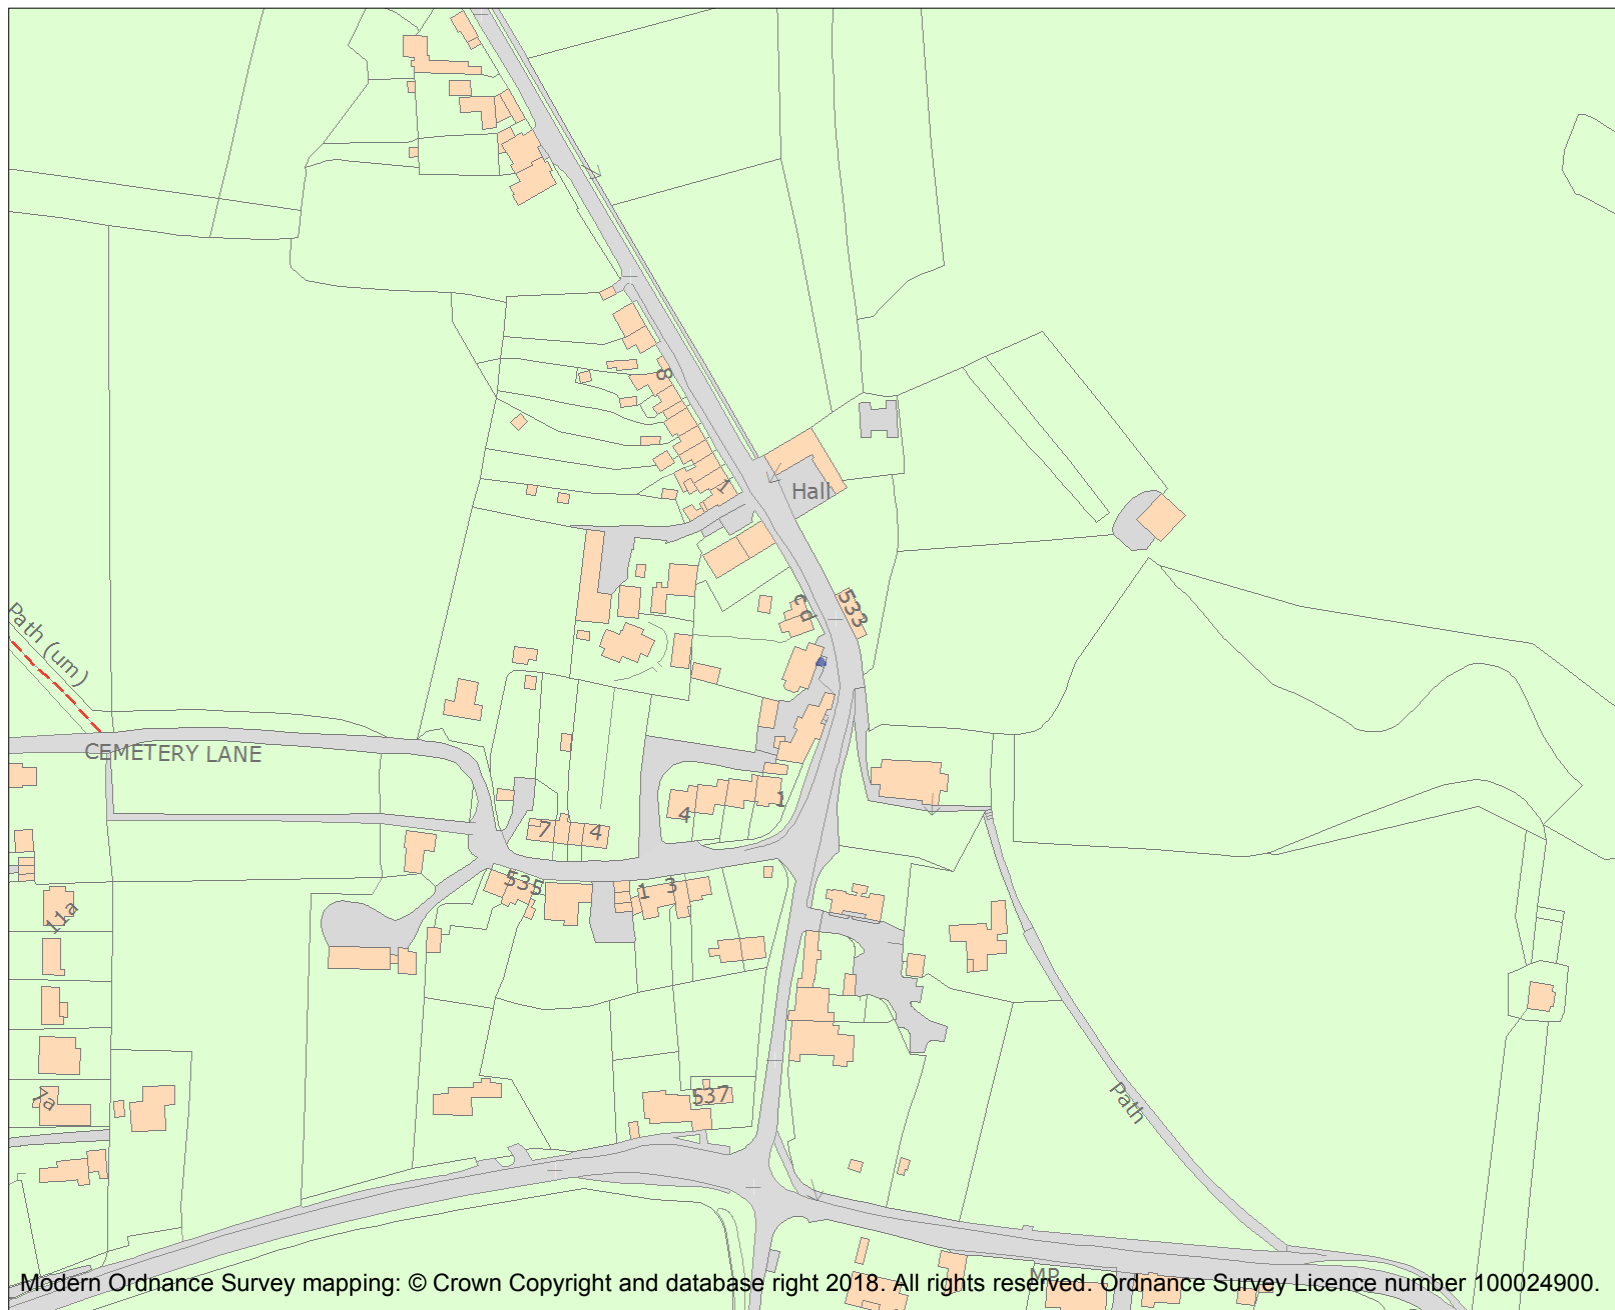 8
1
Hall
c d
533
Path (um)
CEMETERY LANE
1
4
7
4
535
1
3
11a
537
7a
Path
MP
Modern Ordnance Survey mapping: © Crown Copyright and database right 2018. All rights reserved. Ordnance Survey Licence number 100024900.